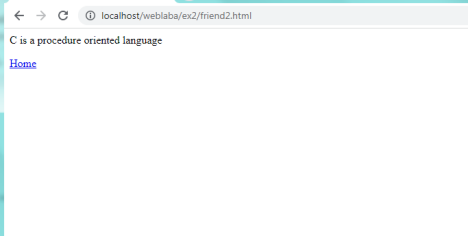 localhost/weblaba/ex2/friend2.html
C is a procedure oriented language
Home